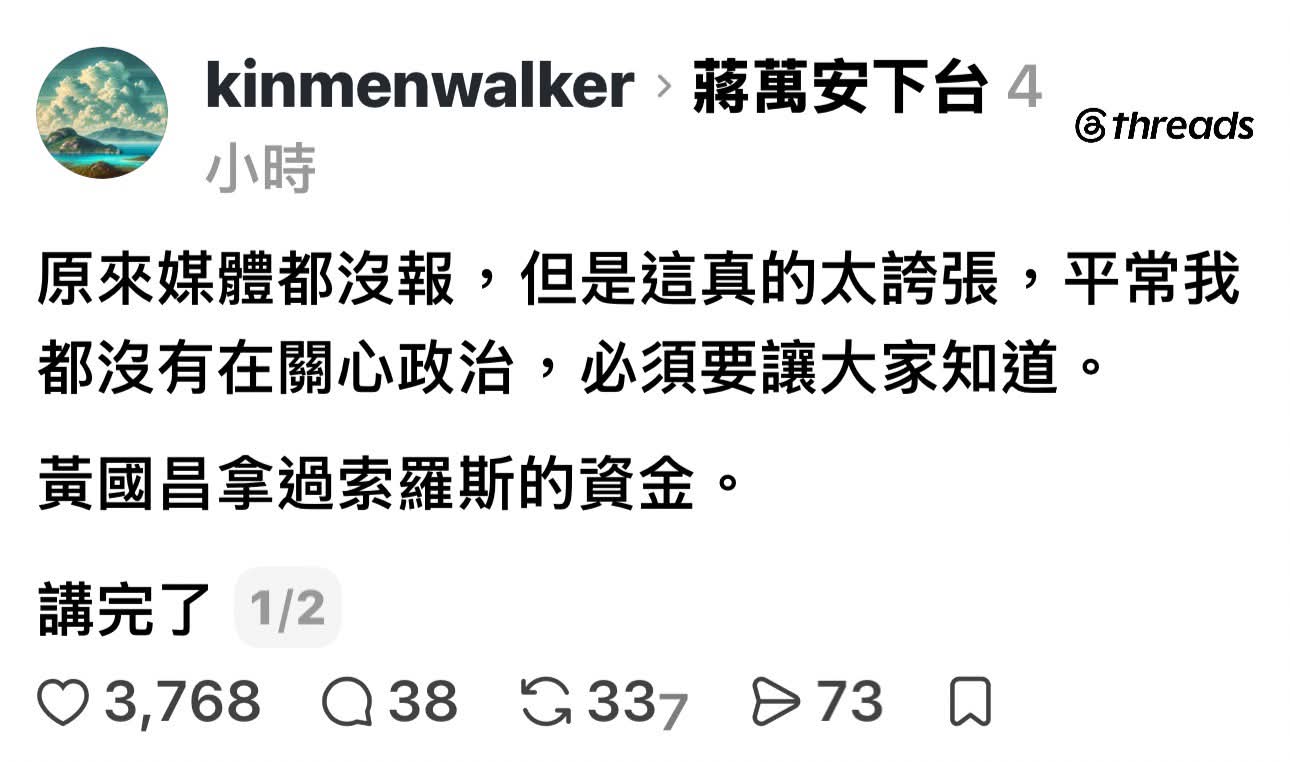 kinmenwalker > 蔣萬安下台 4
小時
threads
原來媒體都沒報，但是這真的太誇張，平常我
都沒有在關心政治，必須要讓大家知道。
黃國昌拿過索羅斯的資金。
講完了 1/2
3,768 38 337 73